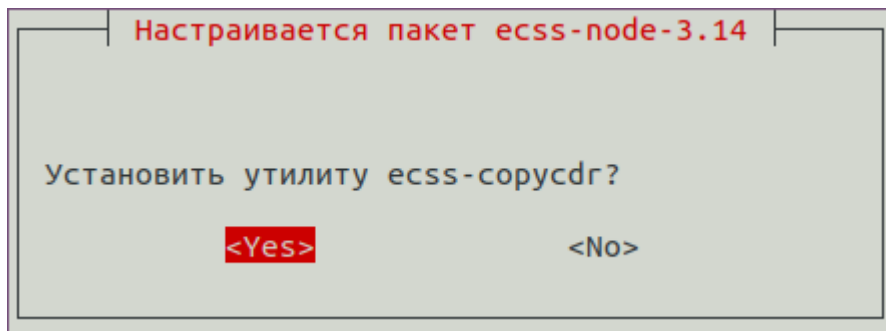 Настраивается пакет ecss-node-3.14
Установить утилиту ecss-copycdr?
<Yes> <No>